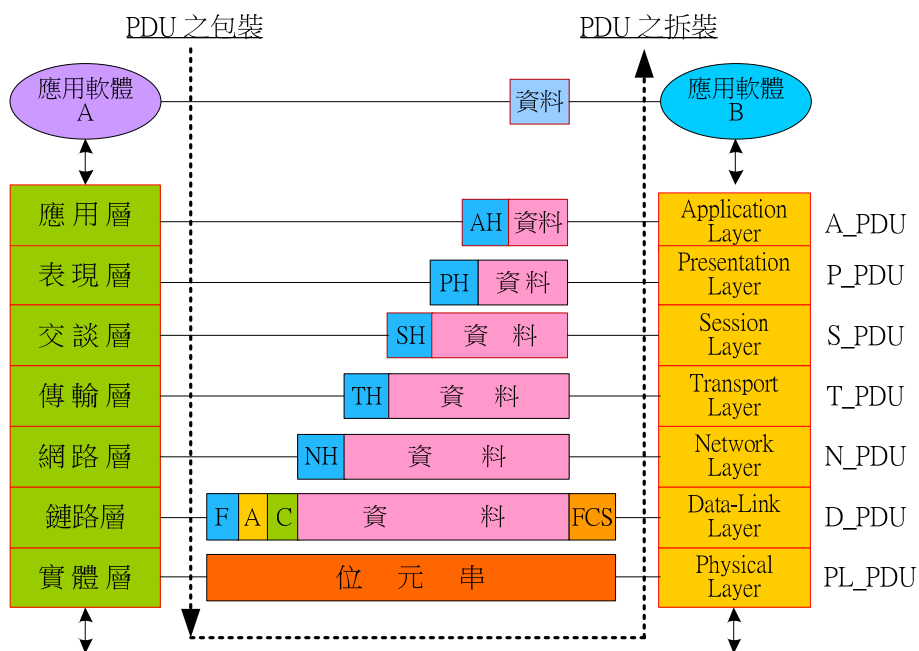 PDU 之包裝
PDU 之拆裝
應用軟體
A
資料
應用軟體
B
應用層
AH
資料
Application
Layer
A_PDU
表現層
PH
資料
Presentation
Layer
P_PDU
交談層
SH
資料
Session
Layer
S_PDU
傳輸層
TH
資料
Transport
Layer
T_PDU
網路層
NH
資料
Network
Layer
N_PDU
鏈路層
F
A
C
資料
FCS
Data-Link
Layer
D_PDU
實體層
位元串
Physical
Layer
PL_PDU